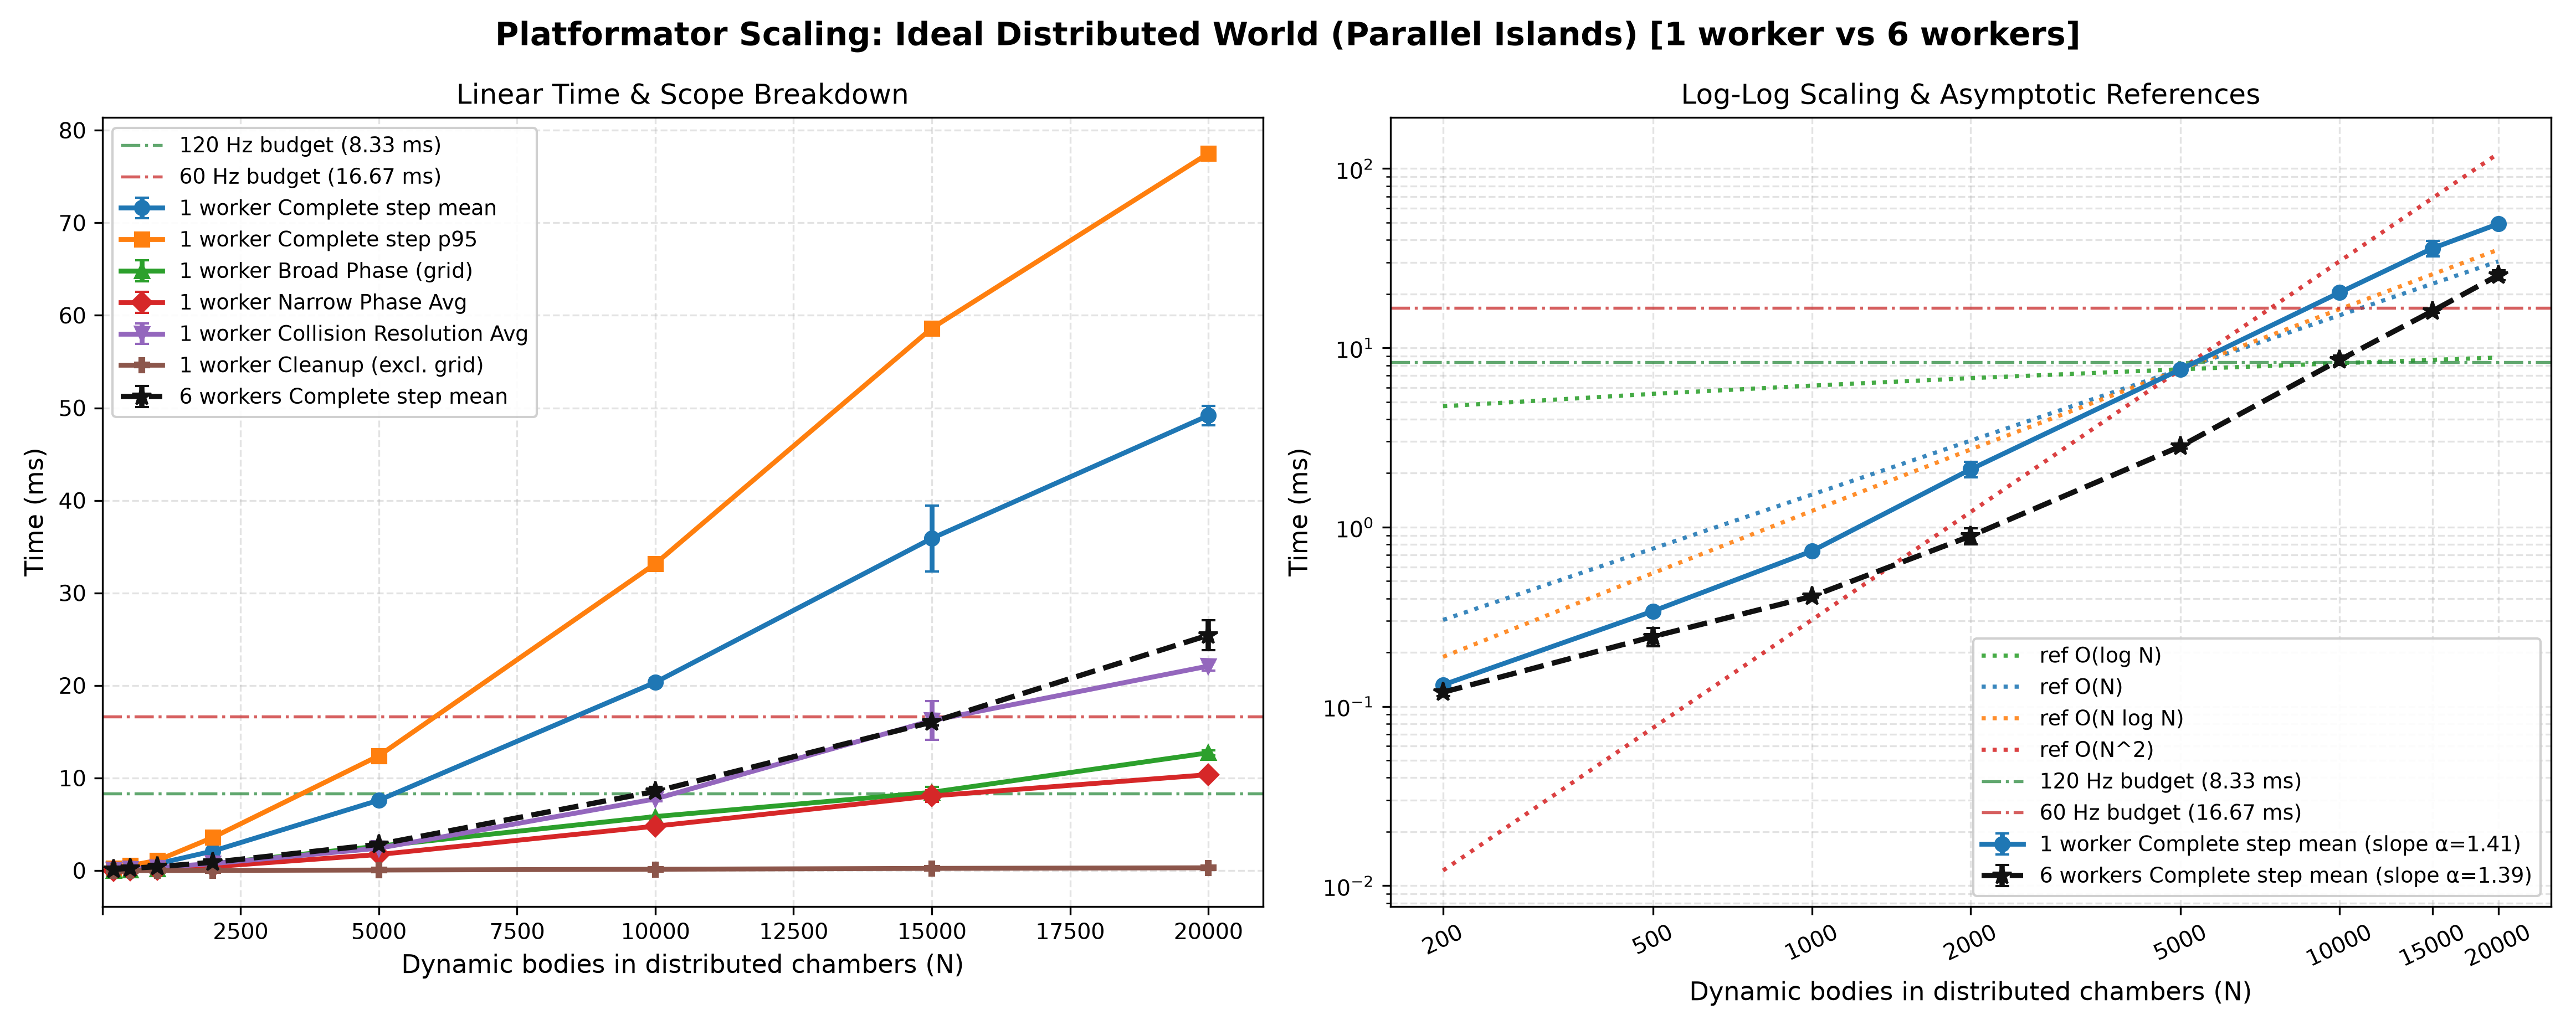 Platformator Scaling: Ideal Distributed World (Parallel Islands) [1 worker vs 6 workers]
Linear Time & Scope Breakdown
80
70
60
50
40
30
20
10
0
Time (ms)
120 Hz budget (8.33 ms)
60 Hz budget (16.67 ms)
1 worker Complete step mean
1 worker Complete step p95
1 worker Broad Phase (grid)
1 worker Narrow Phase Avg
1 worker Collision Resolution Avg
1 worker Cleanup (excl. grid)
6 workers Complete step mean
2500 5000 7500 10000 12500 15000 17500 20000
Dynamic bodies in distributed chambers (N)
Log-Log Scaling & Asymptotic References
10²
10¹
10⁰
10⁻¹
10⁻²
Time (ms)
ref O(log N)
ref O(N)
ref O(N log N)
ref O(N^2)
120 Hz budget (8.33 ms)
60 Hz budget (16.67 ms)
1 worker Complete step mean (slope α=1.41)
6 workers Complete step mean (slope α=1.39)
200 500 1000 2000 5000 10000 15000 20000
Dynamic bodies in distributed chambers (N)